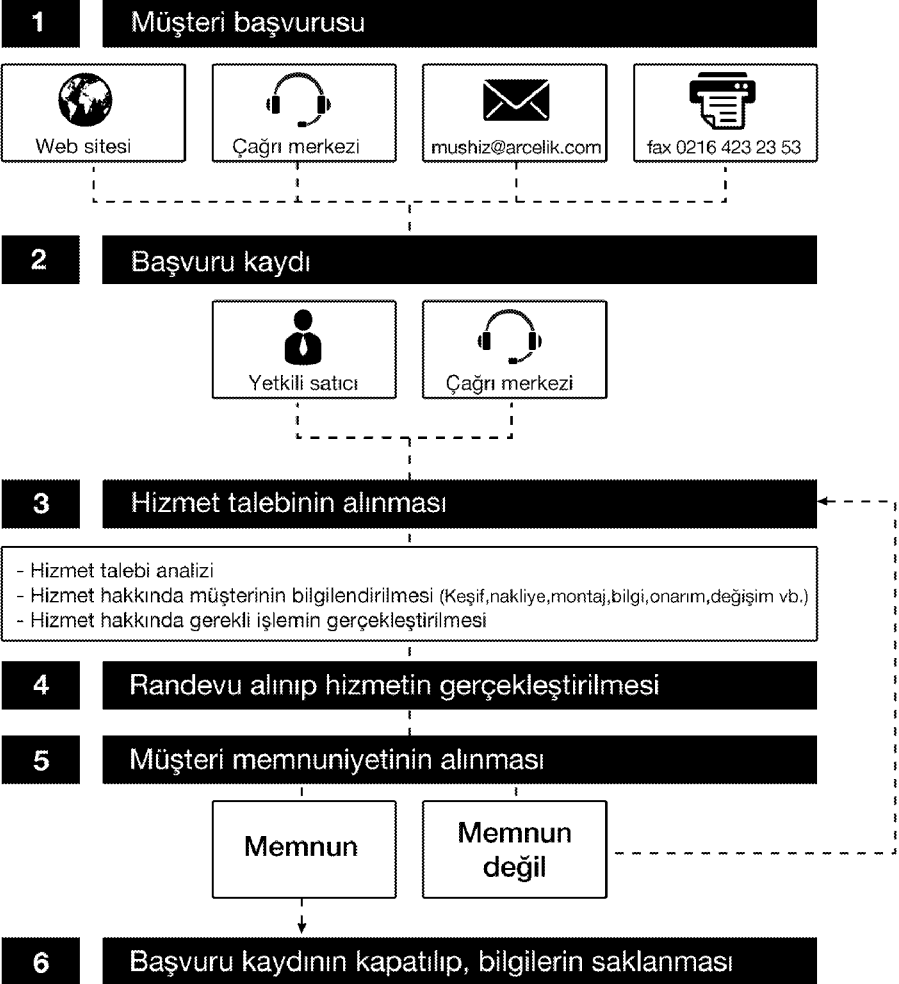 1 Müşteri başvurusu
Web sitesi
Çağrı merkezi
mushiz@arcelik.com
fax 0216 423 23 53
2 Başvuru kaydı
Yetkili satıcı
Çağrı merkezi
3 Hizmet talebinin alınması
- Hizmet talebi analizi
- Hizmet hakkında müşterinin bilgilendirilmesi (Keşif,nakliye,montaj,bilgi,onarım,değişim vb.)
- Hizmet hakkında gerekli işlemin gerçekleştirilmesi
4 Randevu alınıp hizmetin gerçekleştirilmesi
5 Müşteri memnuniyetinin alınması
Memnun
Memnun
değil
6 Başvuru kaydının kapatılıp, bilgilerin saklanması